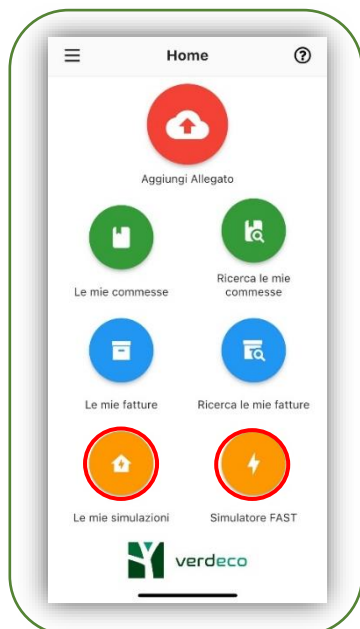 Home
Aggiungi Allegato
Le mie commesse
Ricerca le mie
commesse
Le mie fatture
Ricerca le mie fatture
Le mie simulazioni
Simulatore FAST
verdeco